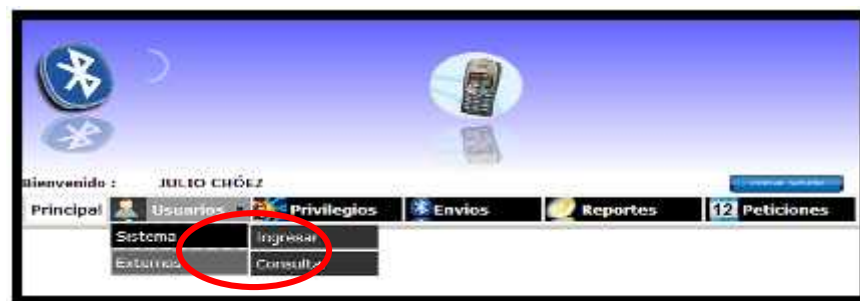 Bienvenido : JULIO CHÓEZ
Principal Usuarios Privilegios Envios Reportes 12 Peticiones
Sistema Ingresar
Externos Consulta